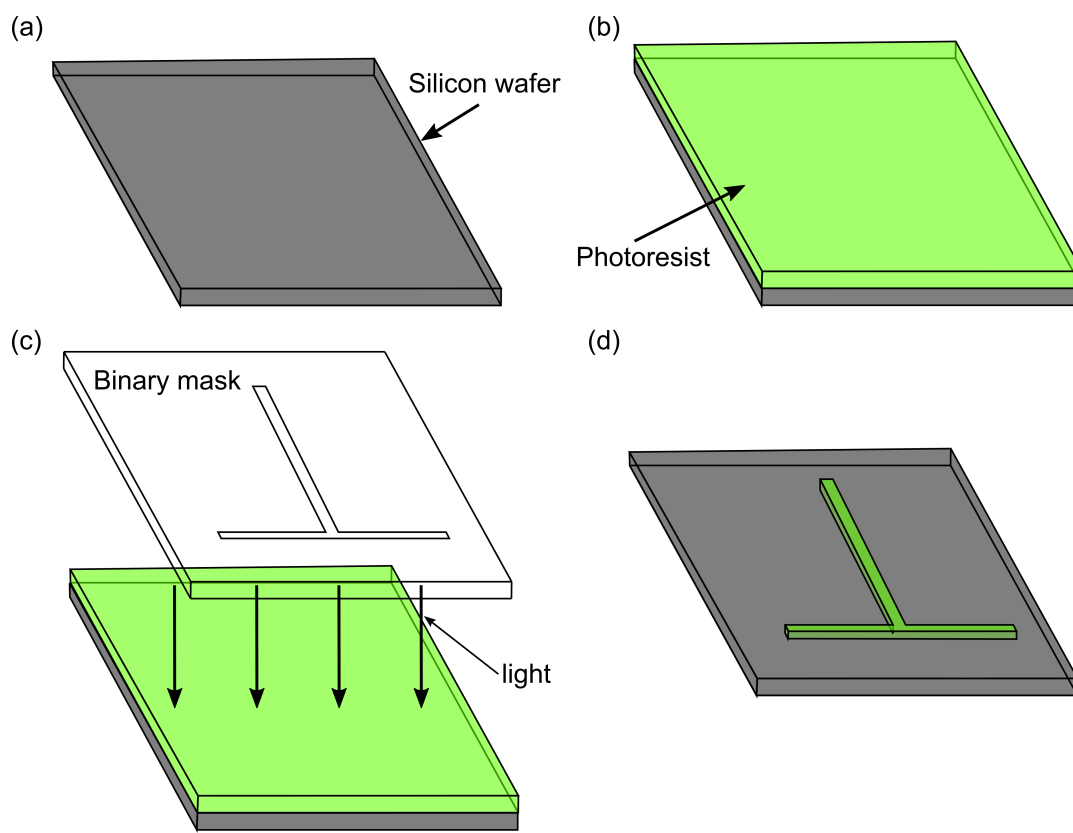 (a)
Silicon wafer
(b)
Photoresist
(c)
Binary mask
light
(d)